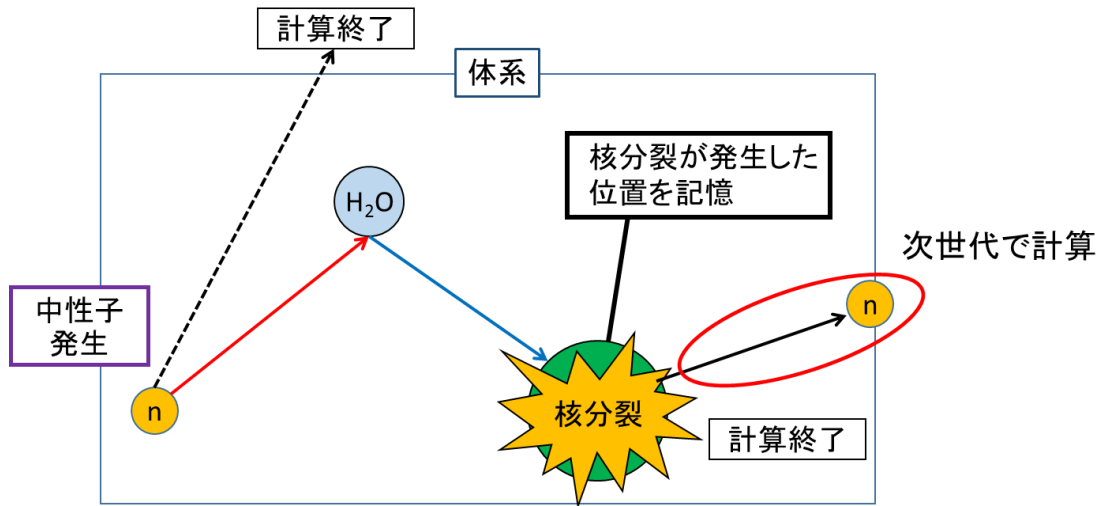 計算終了
体系
核分裂が発生した
位置を記憶
H₂O
次世代で計算
中性子
発生
n
n
核分裂
計算終了